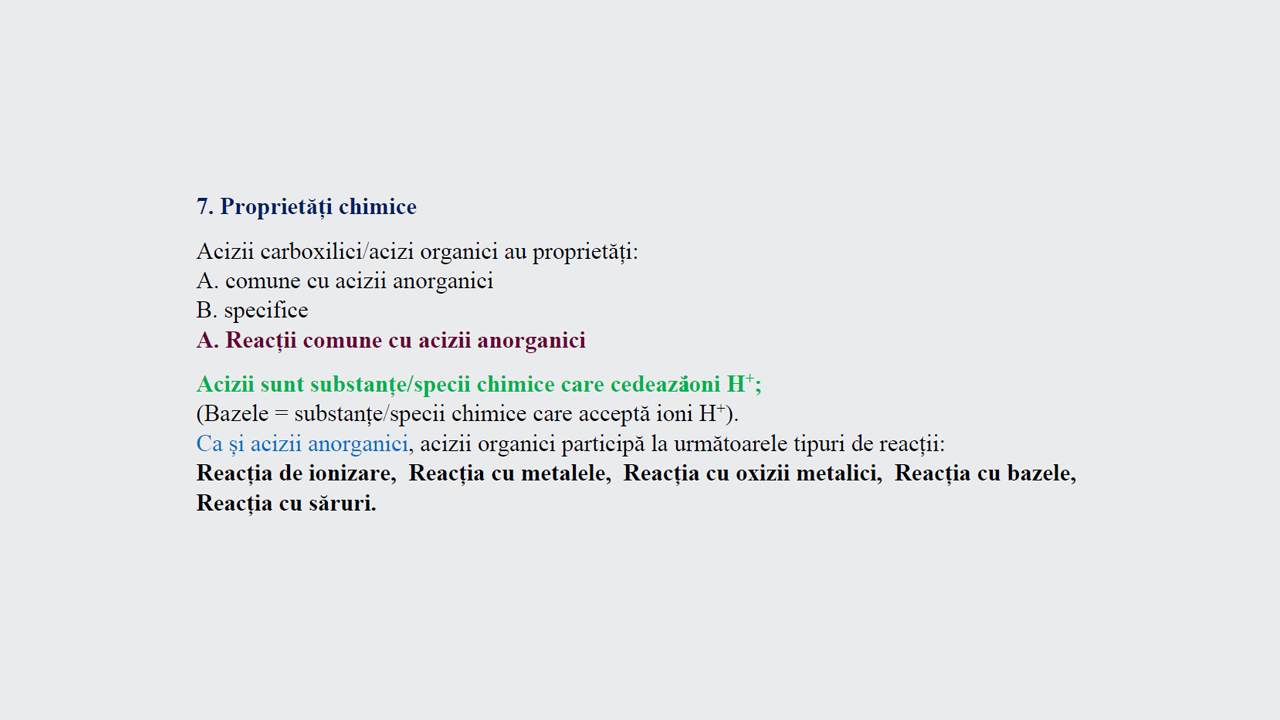 7. Proprietăți chimice
Acizii carboxilici/acizi organici au proprietăți:
A. comune cu acizii anorganici
B. specifice
A. Reacții comune cu acizii anorganici
Acizii sunt substanțe/specii chimice care cedează ioni H⁺;
(Bazele = substanțe/specii chimice care acceptă ioni H⁺).
Ca și acizii anorganici, acizii organici participă la următoarele tipuri de reacții:
Reacția de ionizare, Reacția cu metalele, Reacția cu oxizii metalici, Reacția cu bazele,
Reacția cu săruri.